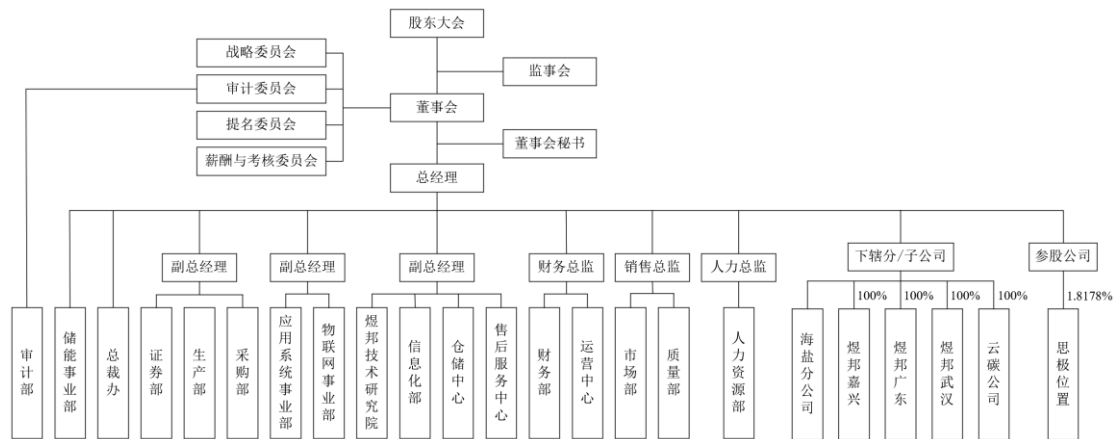 股东大会
战略委员会
监事会
审计委员会
董事会
提名委员会
董事会秘书
薪酬与考核委员会
总经理
副总经理
副总经理
副总经理
财务总监
销售总监
人力总监
下辖分/子公司
参股公司
100%
100%
100%
100%
1.8178%
审计部
储能事业部
总裁办
证券部
生产部
采购部
应用系统事业部
物联网事业部
煜邦技术研究院
信息化部
仓储中心
售后服务中心
财务部
运营中心
市场部
质量部
人力资源部
海盐分公司
煜邦嘉兴
煜邦广东
煜邦武汉
云碳公司
思极位置